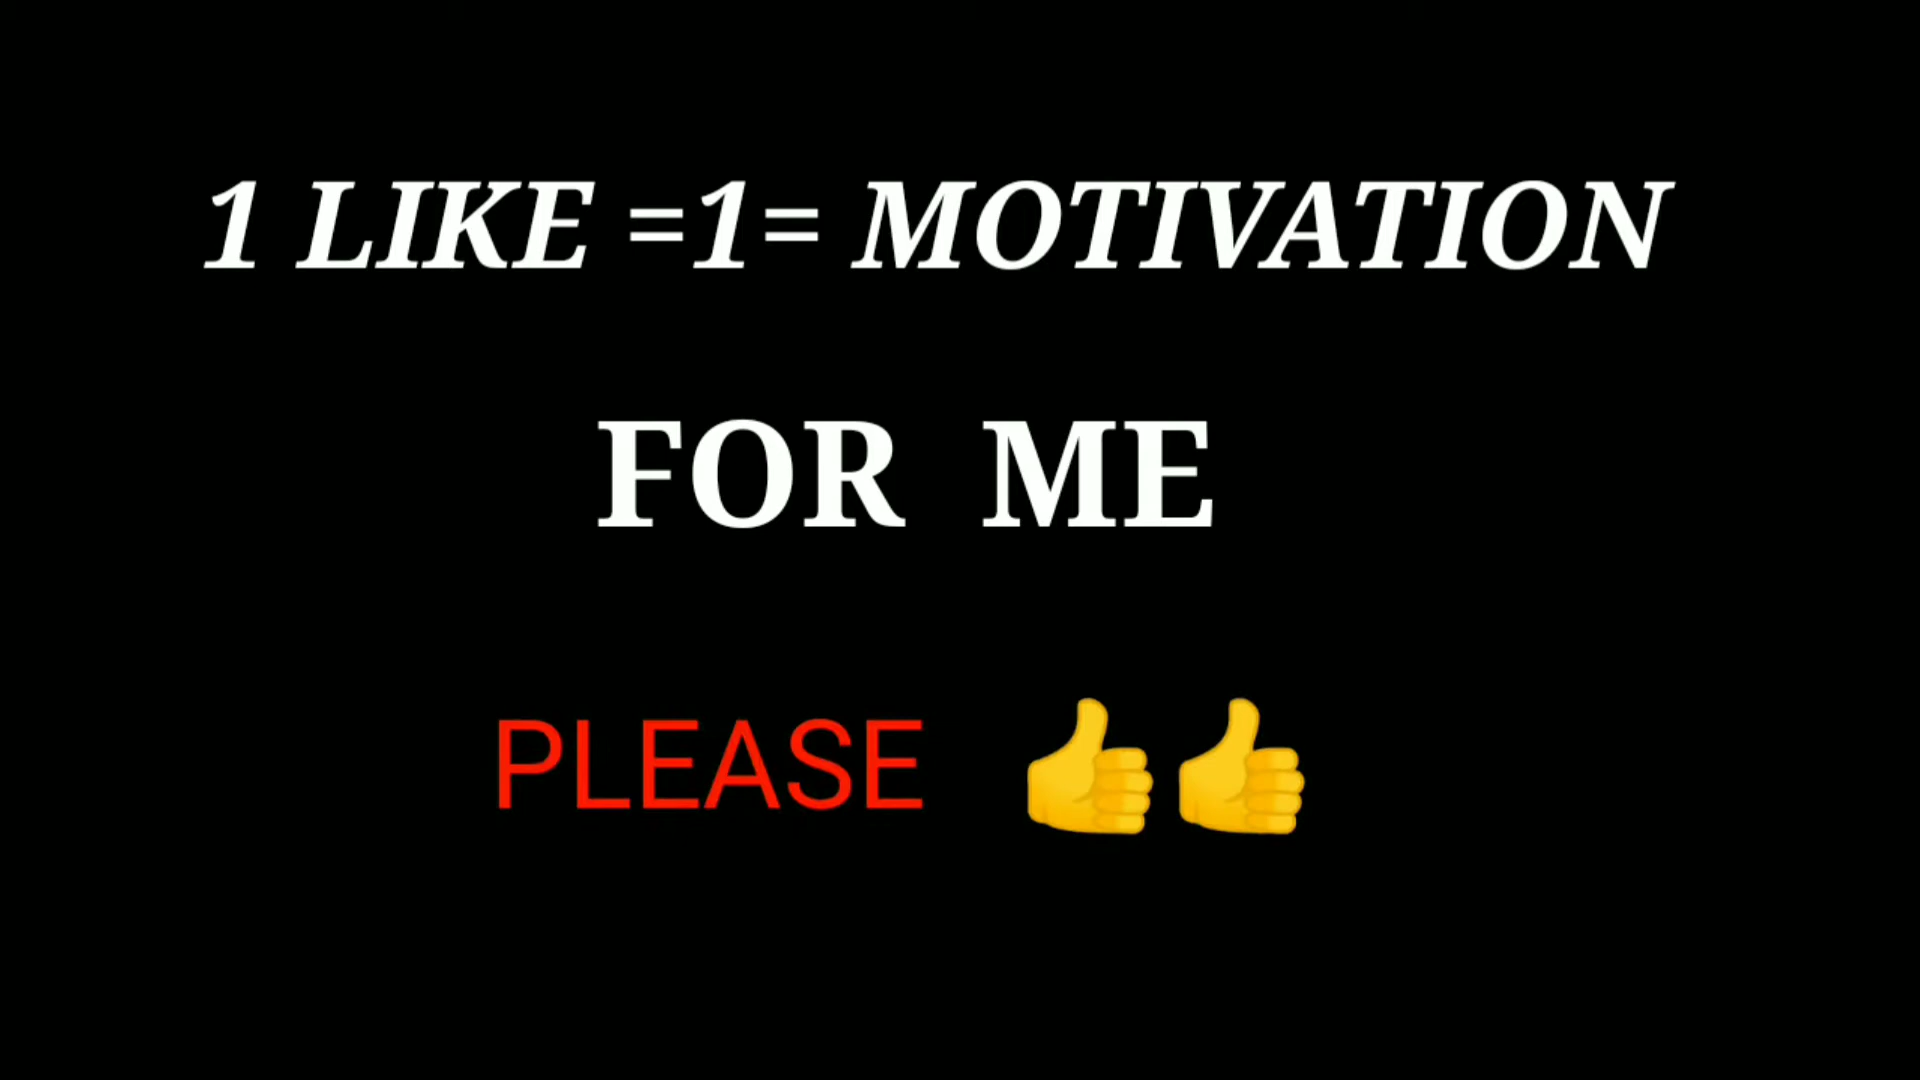 1 LIKE =1= MOTIVATION
FOR ME
PLEASE 👍👍